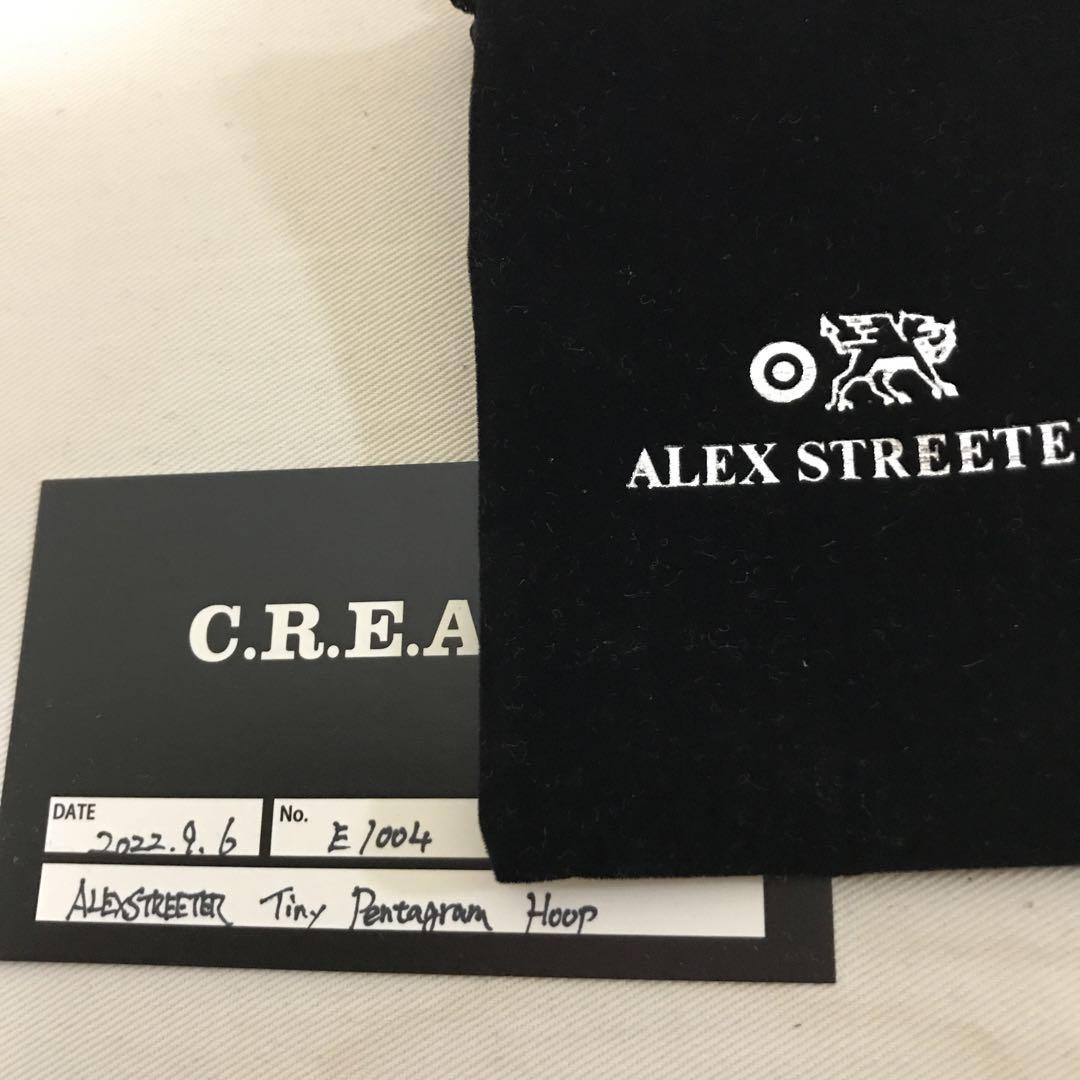 ALEX STREETE
C.R.E.A
DATE
2022.9.6
No.
E1004
ALEXSTREETER Tiny Pentagram Hoop